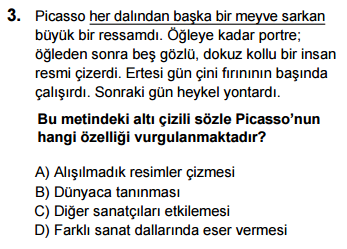 3. Picasso her dalından başka bir meyve sarkan
büyük bir ressamdı. Öğleye kadar portre;
öğleden sonra beş gözlü, dokuz kollu bir insan
resmi çizerdi. Ertesi gün çini fırınının başında
çalışırdı. Sonraki gün heykel yontardı.
Bu metindeki altı çizili sözle Picasso’nun
hangi özelliği vurgulanmaktadır?
A) Alışılmadık resimler çizmesi
B) Dünyaca tanınması
C) Diğer sanatçıları etkilemesi
D) Farklı sanat dallarında eser vermesi